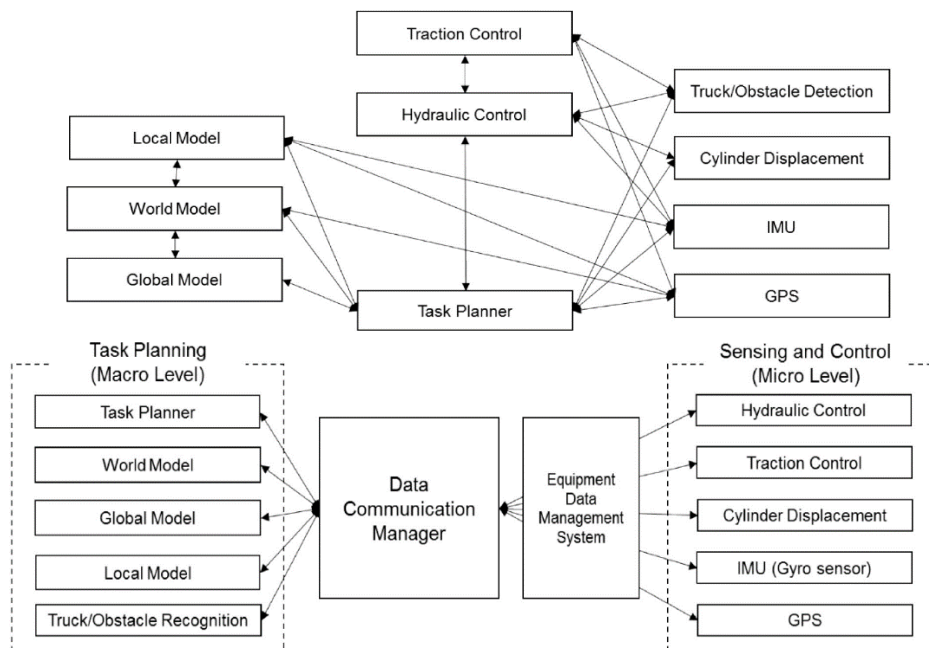 Traction Control
Truck/Obstacle Detection
Hydraulic Control
Local Model
Cylinder Displacement
World Model
IMU
Global Model
GPS
Task Planner
Task Planning
(Macro Level)
Sensing and Control
(Micro Level)
Task Planner
World Model
Global Model
Local Model
Truck/Obstacle Recognition
Data
Communication
Manager
Equipment
Data
Management
System
Hydraulic Control
Traction Control
Cylinder Displacement
IMU (Gyro sensor)
GPS